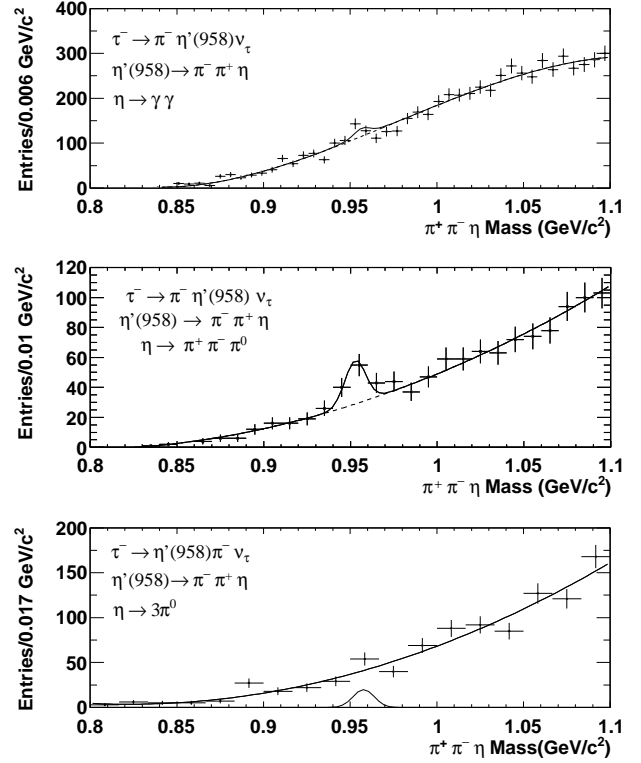 Entries/0.006 GeV/c²
400
300
200
100
0
τ⁻ → π⁻ η’(958)ν_τ
η’(958)→ π⁻ π⁺ η
η → γ γ
0.8 0.85 0.9 0.95 1 1.05 1.1
π⁺ π⁻ η Mass (GeV/c²)
Entries/0.01 GeV/c²
120
100
80
60
40
20
0
τ⁻ → π⁻ η’(958) ν_τ
η’(958) → π⁻ π⁺ η
η → π⁺ π⁻ π⁰
0.8 0.85 0.9 0.95 1 1.05 1.1
π⁺ π⁻ η Mass (GeV/c²)
Entries/0.017 GeV/c²
200
150
100
50
0
τ⁻ → η’(958)π⁻ ν_τ
η’(958)→ π⁻ π⁺ η
η → 3π⁰
0.8 0.85 0.9 0.95 1 1.05 1.1
π⁺ π⁻ η Mass(GeV/c²)